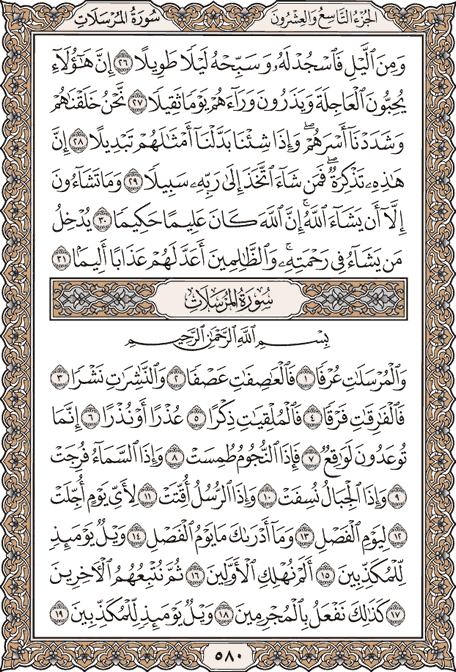 الجزء التاسع والعشرون
سورة المرسلات
وَمِنَ ٱلَّيْلِ فَٱسْجُدْ لَهُۥ وَسَبِّحْهُ لَيْلًا طَوِيلًا ٢٦ إِنَّ هَـٰٓؤُلَآءِ
يُحِبُّونَ ٱلْعَاجِلَةَ وَيَذَرُونَ وَرَآءَهُمْ يَوْمًا ثَقِيلًا ٢٧ نَّحْنُ خَلَقْنَـٰهُمْ
وَشَدَدْنَآ أَسْرَهُمْ ۖ وَإِذَا شِئْنَا بَدَّلْنَآ أَمْثَـٰلَهُمْ تَبْدِيلًا ٢٨ إِنَّ
هَـٰذِهِۦ تَذْكِرَةٌ ۖ فَمَن شَآءَ ٱتَّخَذَ إِلَىٰ رَبِّهِۦ سَبِيلًا ٢٩ وَمَا تَشَآءُونَ
إِلَّآ أَن يَشَآءَ ٱللَّهُ ۚ إِنَّ ٱللَّهَ كَانَ عَلِيمًا حَكِيمًا ٣٠ يُدْخِلُ
مَن يَشَآءُ فِى رَحْمَتِهِۦ ۚ وَٱلظَّـٰلِمِينَ أَعَدَّ لَهُمْ عَذَابًا أَلِيمًۢا ٣١
سورة المرسلات
بِسْمِ ٱللَّهِ ٱلرَّحْمَـٰنِ ٱلرَّحِيمِ
وَٱلْمُرْسَلَـٰتِ عُرْفًا ١ فَٱلْعَـٰصِفَـٰتِ عَصْفًا ٢ وَٱلنَّـٰشِرَٰتِ نَشْرًا ٣
فَٱلْفَـٰرِقَـٰتِ فَرْقًا ٤ فَٱلْمُلْقِيَـٰتِ ذِكْرًا ٥ عُذْرًا أَوْ نُذْرًا ٦ إِنَّمَا
تُوعَدُونَ لَوَٰقِعٌ ٧ فَإِذَا ٱلنُّجُومُ طُمِسَتْ ٨ وَإِذَا ٱلسَّمَآءُ فُرِجَتْ
٩ وَإِذَا ٱلْجِبَالُ نُسِفَتْ ١٠ وَإِذَا ٱلرُّسُلُ أُقِّتَتْ ١١ لِأَىِّ يَوْمٍ أُجِّلَتْ
١٢ لِيَوْمِ ٱلْفَصْلِ ١٣ وَمَآ أَدْرَىٰكَ مَا يَوْمُ ٱلْفَصْلِ ١٤ وَيْلٌ يَوْمَئِذٍ
لِّلْمُكَذِّبِينَ ١٥ أَلَمْ نُهْلِكِ ٱلْأَوَّلِينَ ١٦ ثُمَّ نُتْبِعُهُمُ ٱلْـَٔاخِرِينَ
١٧ كَذَٰلِكَ نَفْعَلُ بِٱلْمُجْرِمِينَ ١٨ وَيْلٌ يَوْمَئِذٍ لِّلْمُكَذِّبِينَ ١٩
٥٨٠